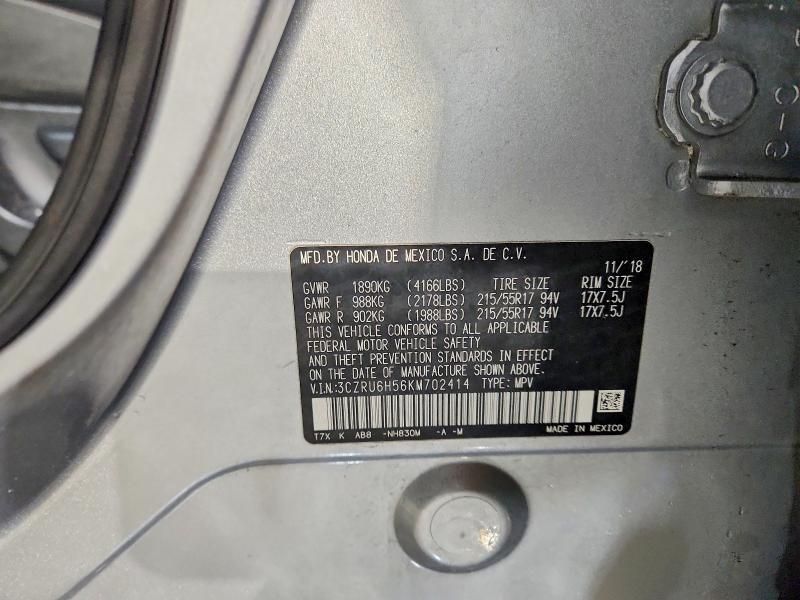 MFD.BY HONDA DE MEXICO S.A. DE C.V. 11/'18
GVWR 1890KG (4166LBS) TIRE SIZE RIM SIZE
GAWR F 988KG (2178LBS) 215/55R17 94V 17X7.5J
GAWR R 902KG (1988LBS) 215/55R17 94V 17X7.5J
THIS VEHICLE CONFORMS TO ALL APPLICABLE
FEDERAL MOTOR VEHICLE SAFETY
AND THEFT PREVENTION STANDARDS IN EFFECT
ON THE DATE OF MANUFACTURE SHOWN ABOVE.
V.I.N.:3CZRU6H56KM702414 TYPE: MPV
T7X K AB8 -NH830M -A -M MADE IN MEXICO